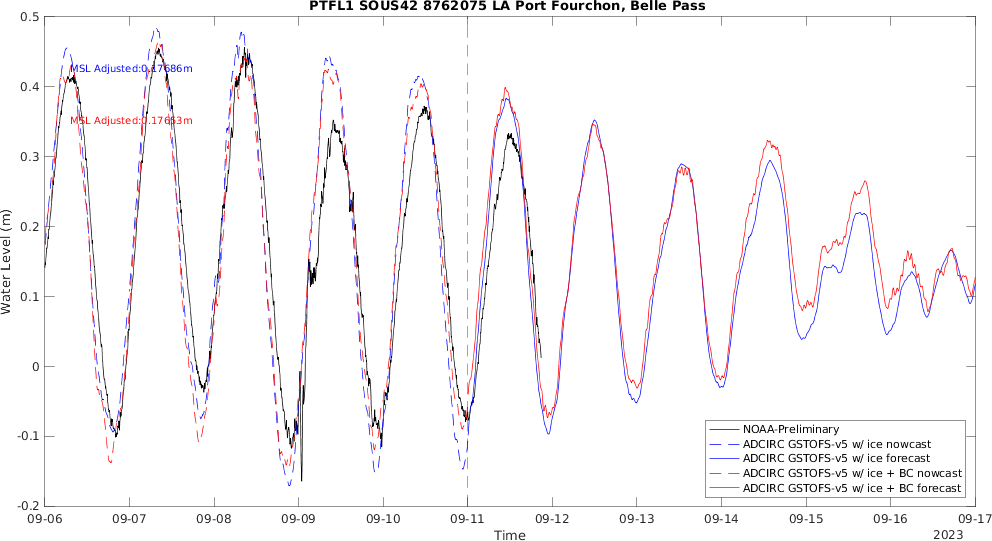 PTFL1 SOUS42 8762075 LA Port Fourchon, Belle Pass
0.5
0.4
0.3
0.2
0.1
0
-0.1
-0.2
Water Level (m)
MSL Adjusted:0.17686m
MSL Adjusted:0.17653m
NOAA-Preliminary
ADCIRC GSTOFS-v5 w/ ice nowcast
ADCIRC GSTOFS-v5 w/ ice forecast
ADCIRC GSTOFS-v5 w/ ice + BC nowcast
ADCIRC GSTOFS-v5 w/ ice + BC forecast
09-06 09-07 09-08 09-09 09-10 09-11 09-12 09-13 09-14 09-15 09-16 09-17
Time
2023